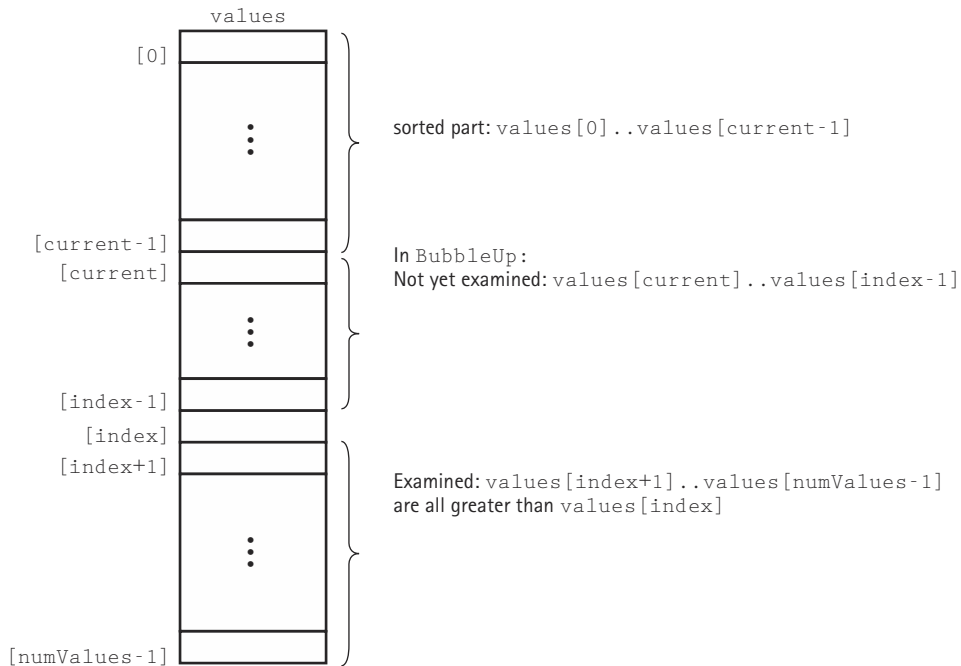 values
[0]
sorted part: values[0]..values[current-1]
[current-1]
[current]
In BubbleUp:
Not yet examined: values[current]..values[index-1]
[index-1]
[index]
[index+1]
Examined: values[index+1]..values[numValues-1]
are all greater than values[index]
[numValues-1]